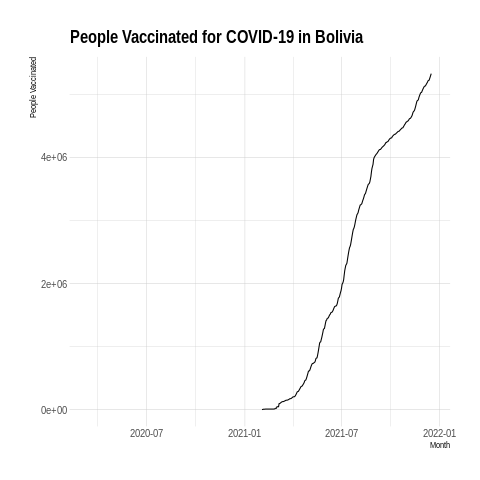 People Vaccinated for COVID-19 in Bolivia
People Vaccinated
4e+06
2e+06
0e+00
2020-07 2021-01 2021-07 2022-01
Month